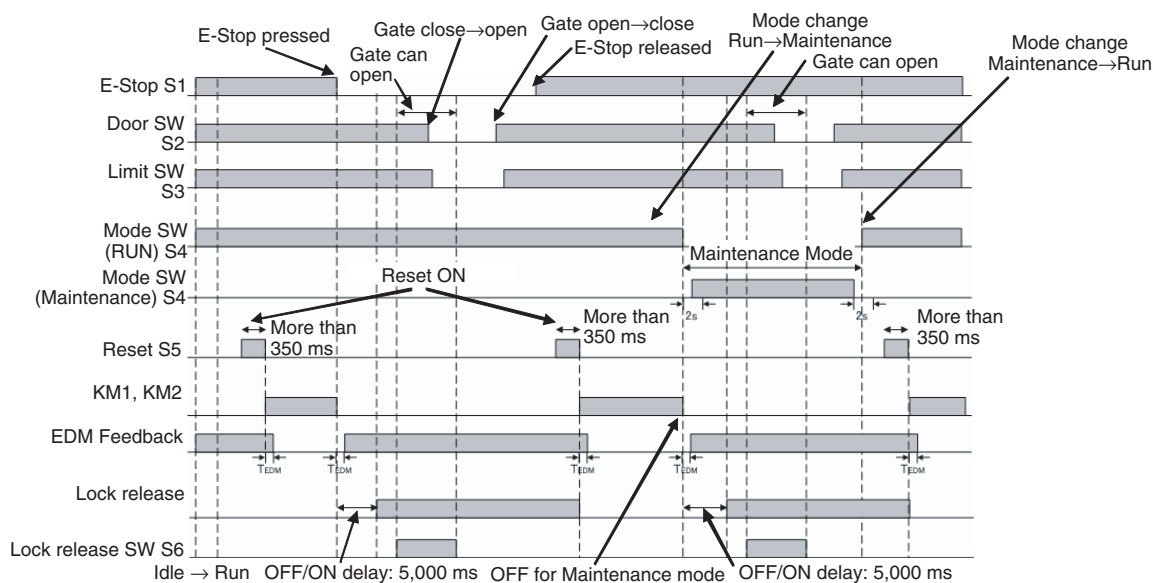 E-Stop pressed
Gate close→open
Gate can
open
Gate open→close
E-Stop released
Mode change
Run→Maintenance
Gate can open
Mode change
Maintenance→Run
E-Stop S1
Door SW
S2
Limit SW
S3
Mode SW
(RUN) S4
Maintenance Mode
Mode SW
(Maintenance) S4
Reset ON
2s
2s
More than
350 ms
More than
350 ms
More than
350 ms
Reset S5
KM1, KM2
EDM Feedback
TEDM
TEDM
TEDM
TEDM
TEDM
Lock release
Lock release SW S6
Idle → Run
OFF/ON delay: 5,000 ms
OFF for Maintenance mode
OFF/ON delay: 5,000 ms